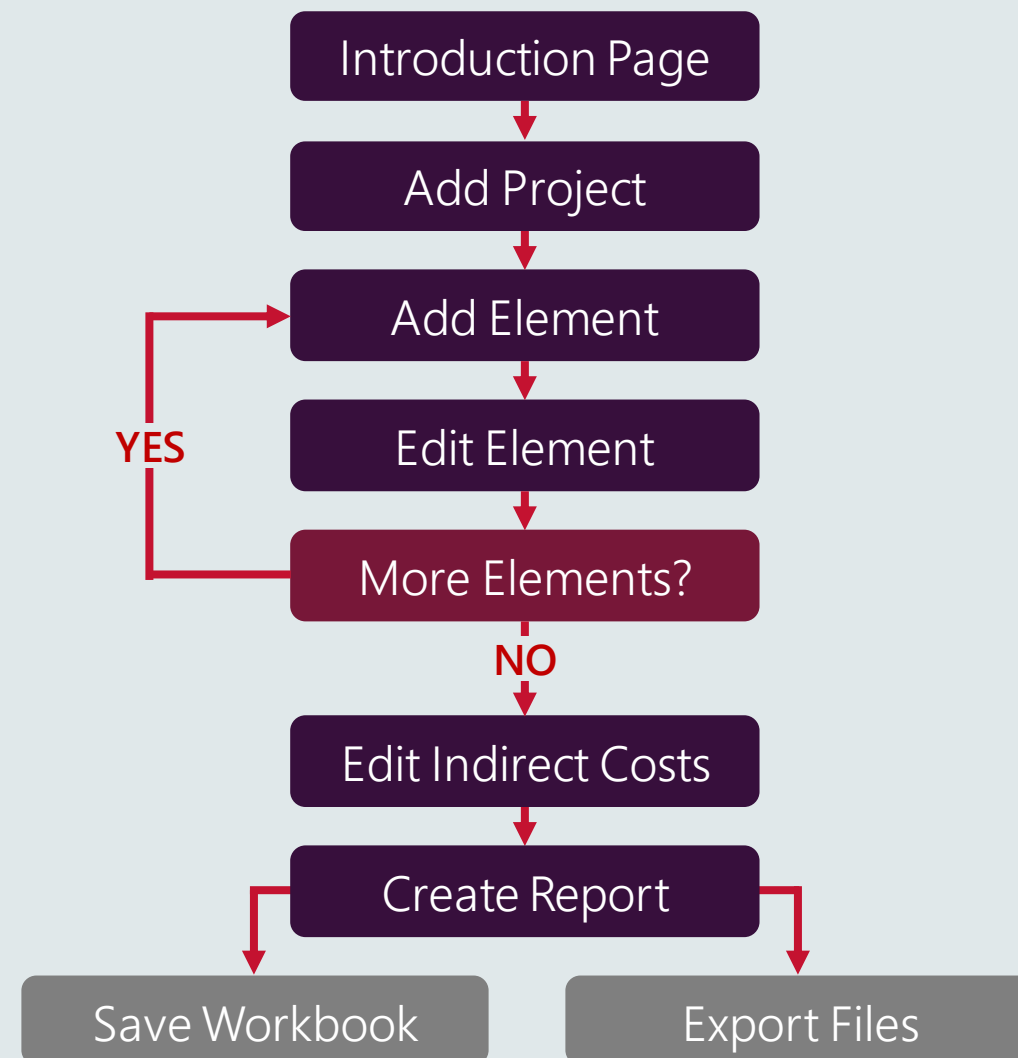 Introduction Page
Add Project
Add Element
Edit Element
YES
More Elements?
NO
Edit Indirect Costs
Create Report
Save Workbook
Export Files